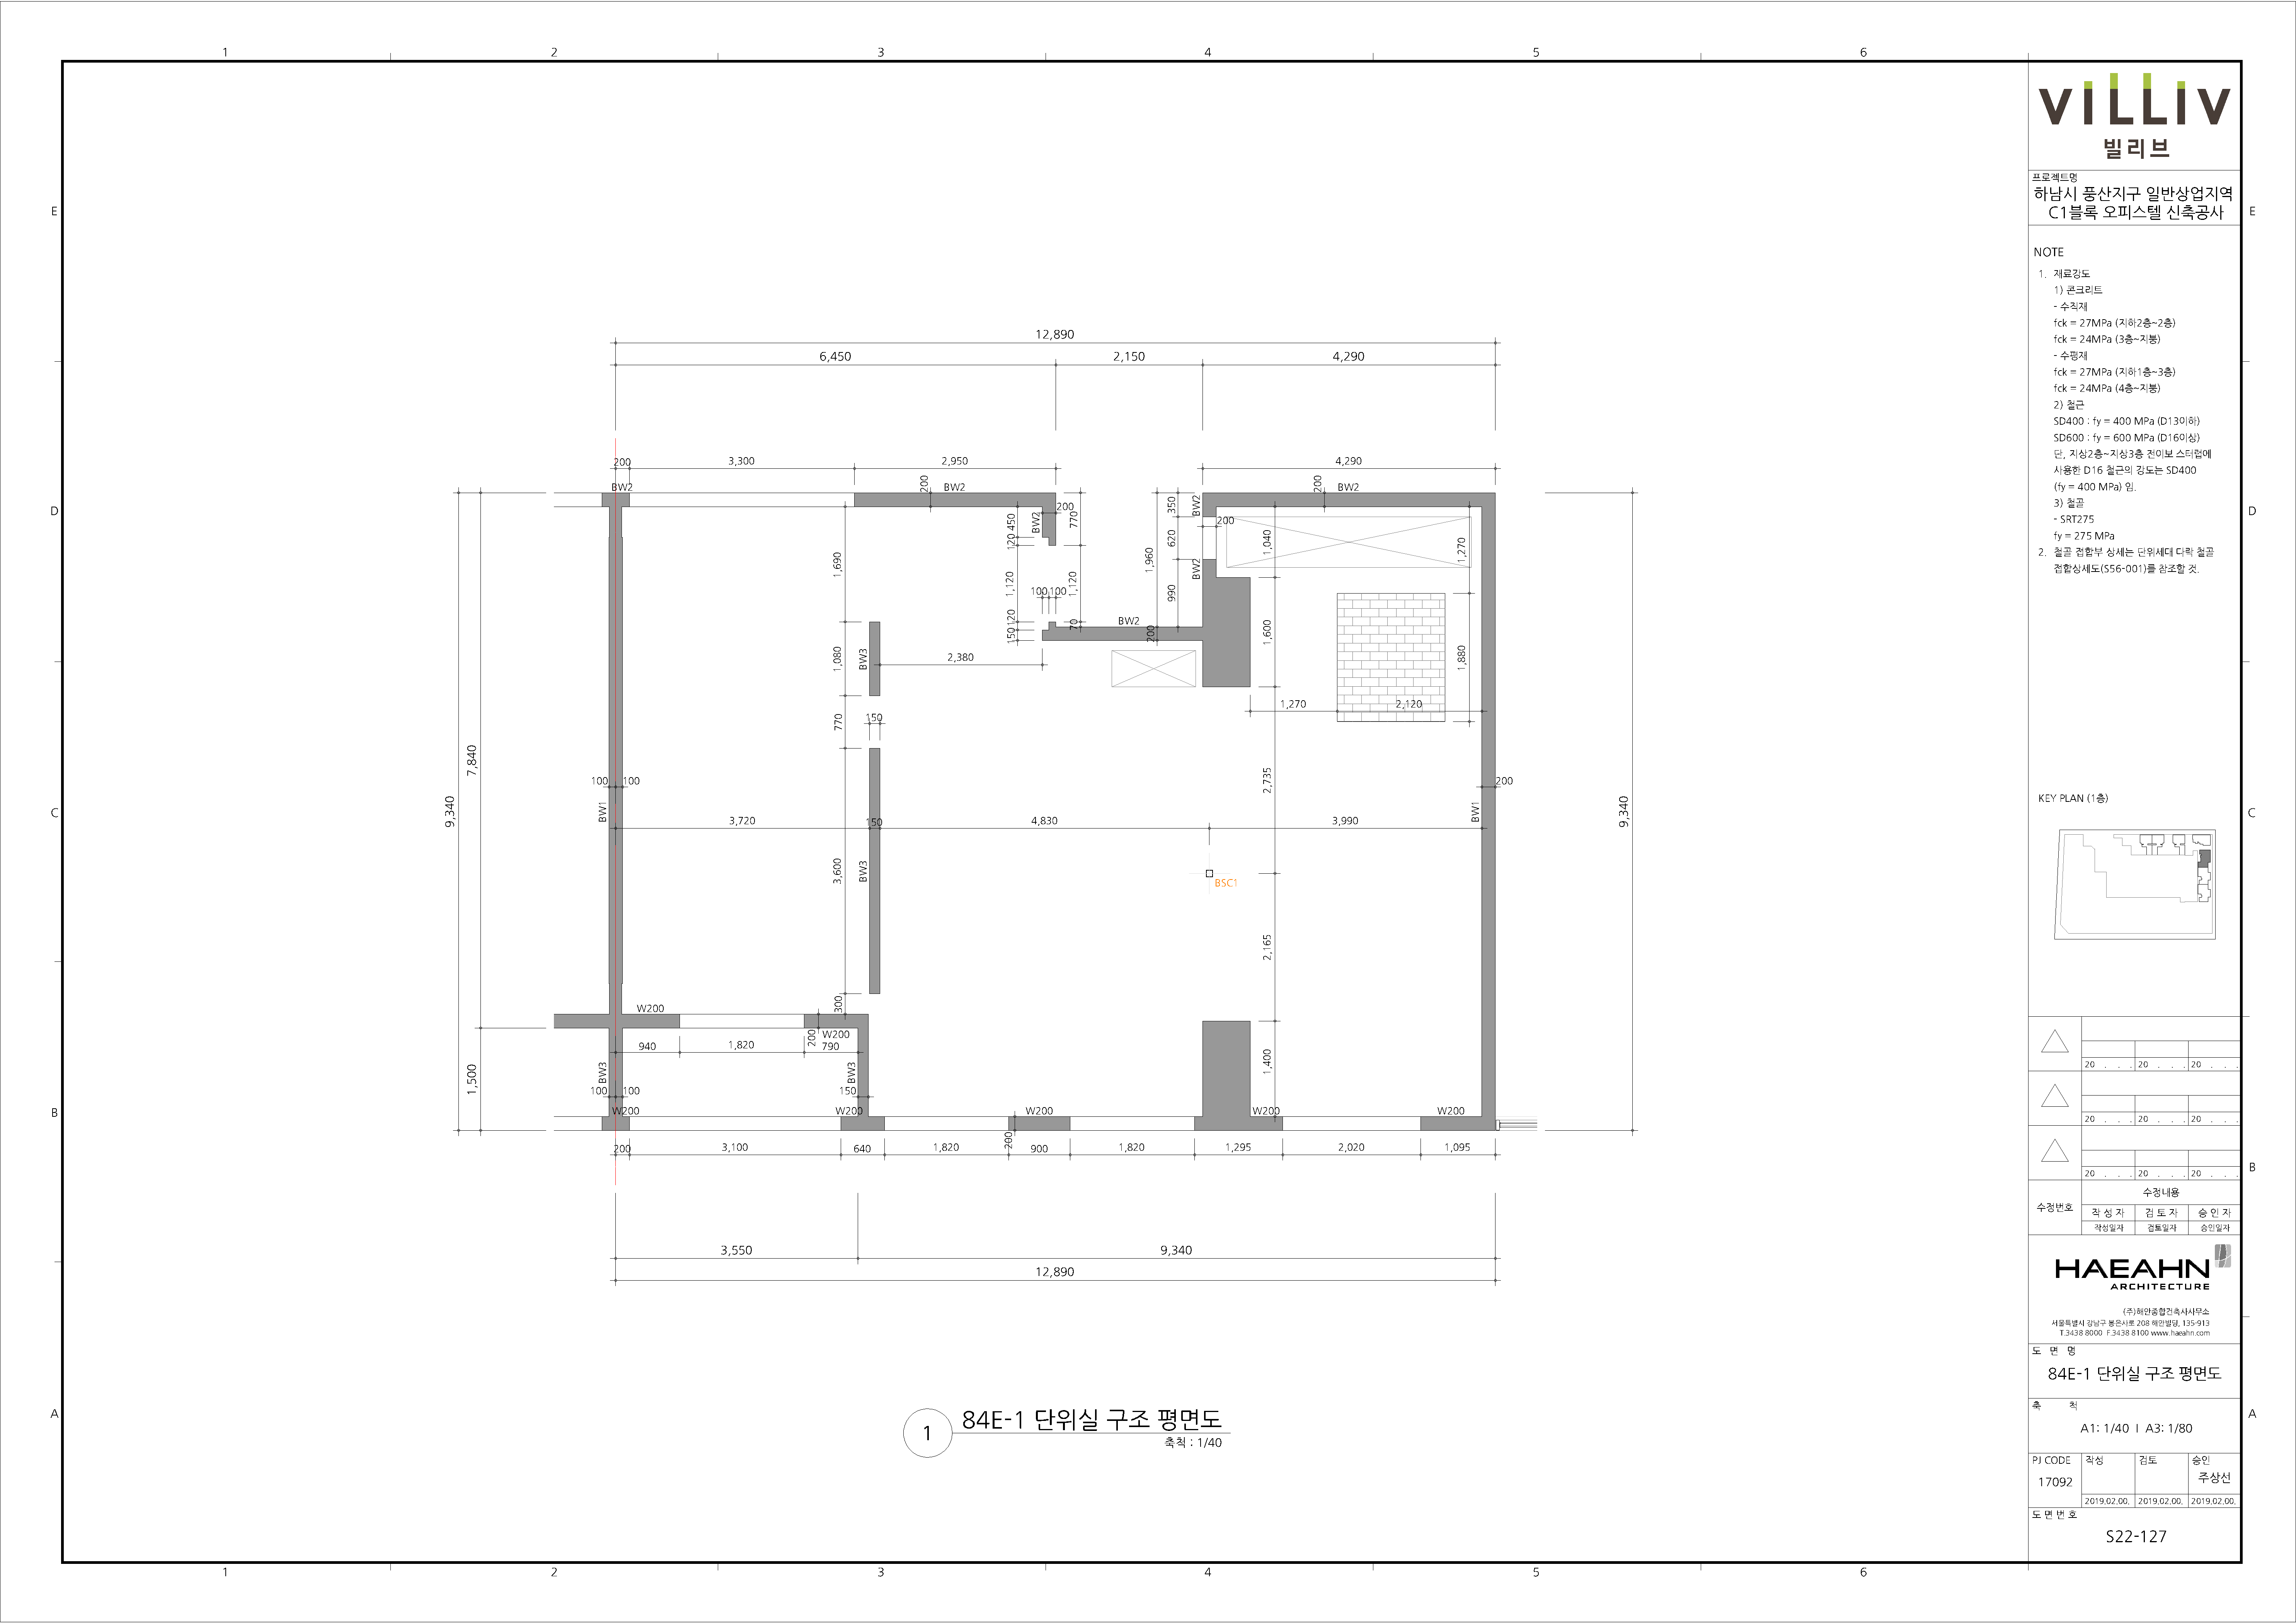 1 2 3 4 5 6
E
D
C
B
A
E
D
C
B
A
12,890
6,450 2,150 4,290
200 3,300 2,950 4,290
BW2 200 BW2 200 BW2
450 BW2 200 770
120
1,120 1,120
100 100
120
150 70
BW2
200
350 BW2
620 200
1,960
990 BW2
1,040
1,270
1,600
1,880
1,690
1,080 BW3
2,380
770 150
1,270 2,120
7,840
9,340
100 100
BW1
2,735
200
BW1
9,340
3,720 150 4,830 3,990
3,600 BW3
BSC1
2,165
300
W200
W200
200
940 1,820 790
1,500
BW3 BW3
100 100 150
1,400
W200 W200 W200 W200 W200
200
200 3,100 640 1,820 900 1,820 1,295 2,020 1,095
3,550 9,340
12,890
1
84E-1 단위실 구조 평면도
축척 : 1/40
VILLIV
빌리브
프로젝트명
하남시 풍산지구 일반상업지역
C1블록 오피스텔 신축공사
NOTE
1. 재료강도
1) 콘크리트
- 수직재
fck = 27MPa (지하2층~2층)
fck = 24MPa (3층~지붕)
- 수평재
fck = 27MPa (지하1층~3층)
fck = 24MPa (4층~지붕)
2) 철근
SD400 : fy = 400 MPa (D13이하)
SD600 : fy = 600 MPa (D16이상)
단, 지상2층~지상3층 전이보 스터럽에
사용한 D16 철근의 강도는 SD400
(fy = 400 MPa) 임.
3) 철골
- SRT275
fy = 275 MPa
2. 철골 접합부 상세는 단위세대 다락 철골
접합상세도(S56-001)를 참조할 것.
KEY PLAN (1층)
20 . . . 20 . . . 20 . . .
20 . . . 20 . . . 20 . . .
20 . . . 20 . . . 20 . . .
수정번호
수정내용
작 성 자 검 토 자 승 인 자
작성일자 검토일자 승인일자
HAEAHN
ARCHITECTURE
(주)해안종합건축사사무소
서울특별시 강남구 봉은사로 208 해안빌딩, 135-913
T.3438 8000 F.3438 8100 www.haeahn.com
도 면 명
84E-1 단위실 구조 평면도
축 척
A1: 1/40 I A3: 1/80
PJ CODE 작성 검토 승인
17092 주상선
2019.02.00. 2019.02.00. 2019.02.00.
도 면 번 호
S22-127
1 2 3 4 5 6